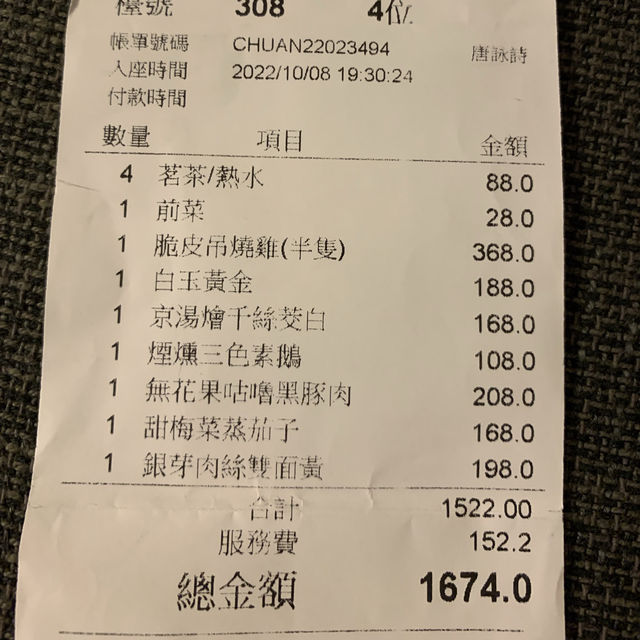 檯號 308 4位
帳單號碼 CHUAN22023494 唐詠詩
入座時間 2022/10/08 19:30:24
付款時間
數量 項目 金額
4 茗茶/熱水 88.0
1 前菜 28.0
1 脆皮吊燒雞(半隻) 368.0
1 白玉黃金 188.0
1 京湯燴千絲茭白 168.0
1 煙燻三色素鵝 108.0
1 無花果咕嚕黑豚肉 208.0
1 甜梅菜蒸茄子 168.0
1 銀芽肉絲雙面黃 198.0
合計 1522.00
服務費 152.2
總金額 1674.0